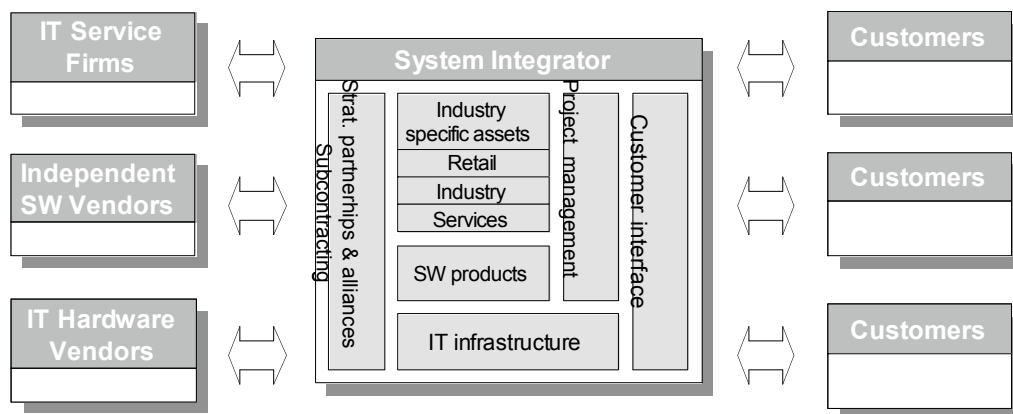 IT Service
Firms
Independent
SW Vendors
IT Hardware
Vendors
System Integrator
Strat. partnerhips & alliances
Subcontracting
Industry
specific assets
Retail
Industry
Services
SW products
IT infrastructure
Project management
Customer interface
Customers
Customers
Customers